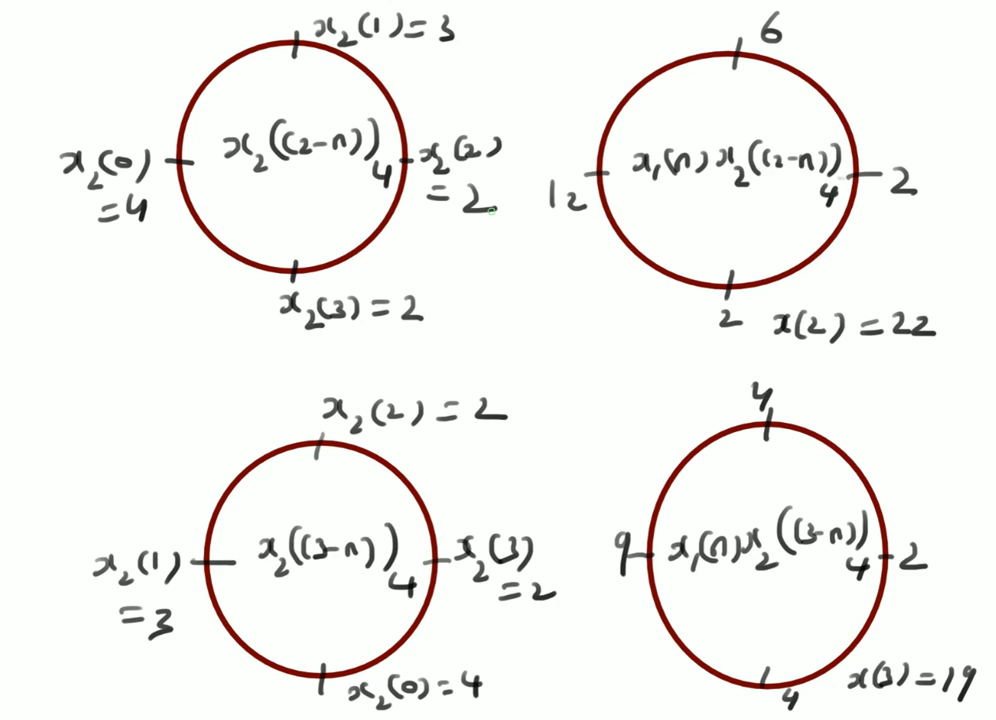 x₂(1) = 3
x₂((2-n))₄
x₂(0)
= 4
x₂(2)
= 2
x₂(3) = 2
6
x₁(n) x₂((2-n))₄
12
2
2
x(2) = 22
x₂(2) = 2
x₂((3-n))₄
x₂(1)
= 3
x₂(3)
= 2
x₂(0) = 4
4
x₁(n) x₂((3-n))₄
9
2
4
x(3) = 19